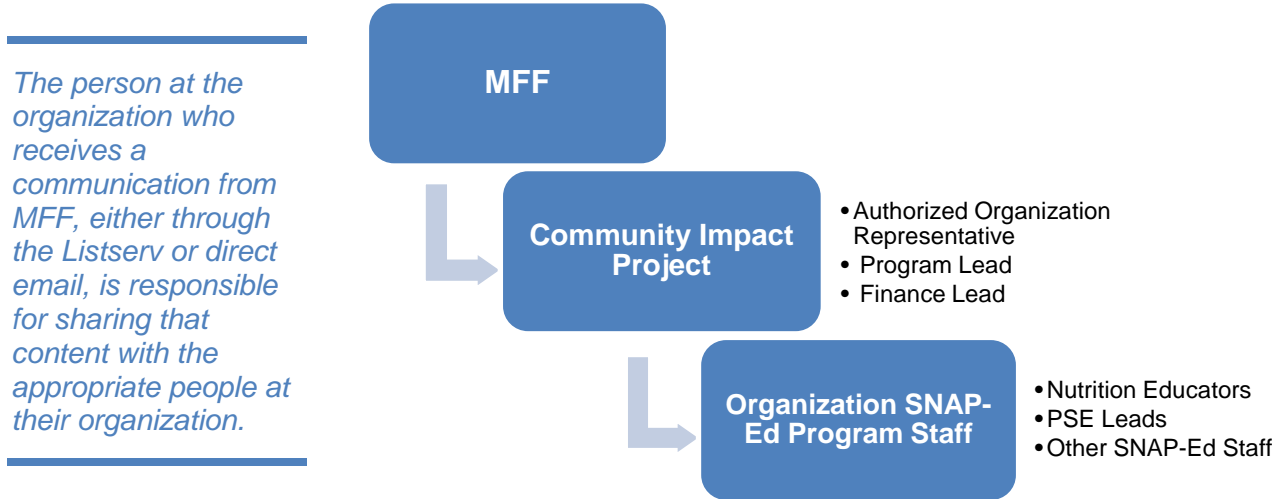 The person at the
organization who
receives a
communication from
MFF, either through
the Listserv or direct
email, is responsible
for sharing that
content with the
appropriate people at
their organization.
MFF
Community Impact
Project
•Authorized Organization
Representative
• Program Lead
• Finance Lead
Organization SNAP-
Ed Program Staff
•Nutrition Educators
•PSE Leads
•Other SNAP-Ed Staff